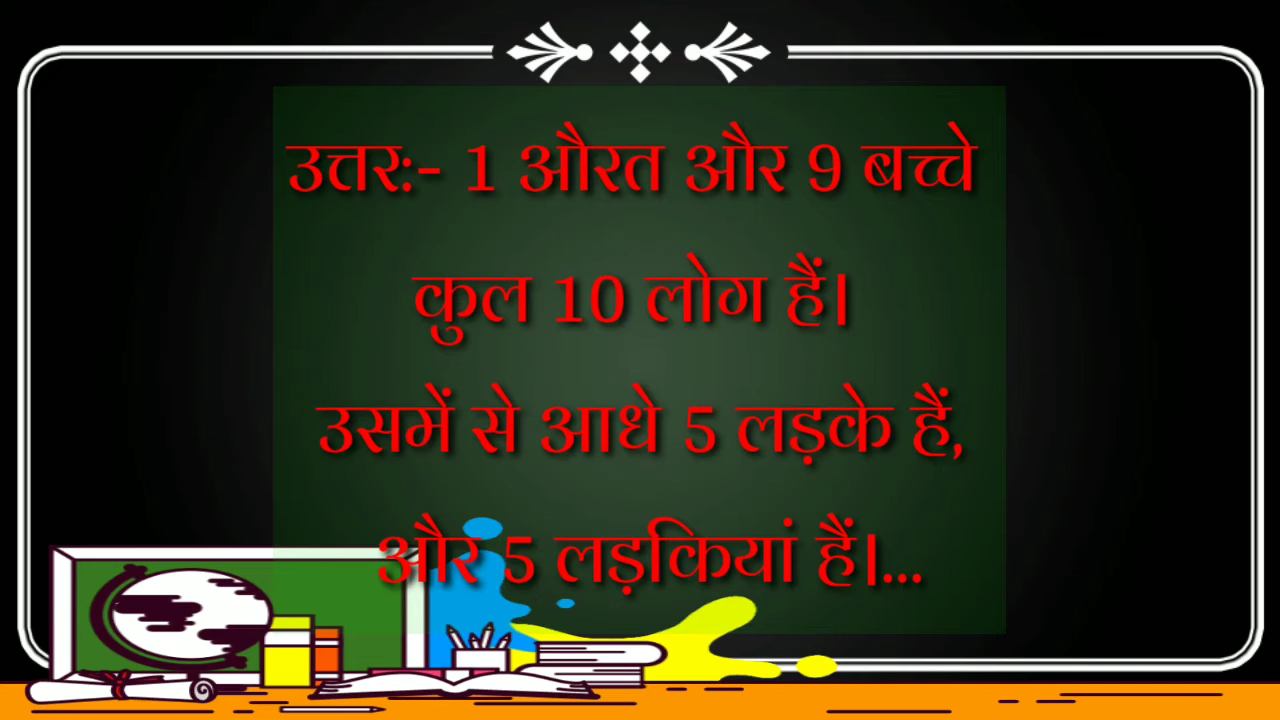 उत्तर:- 1 औरत और 9 बच्चे
कुल 10 लोग हैं।
उसमें से आधे 5 लड़के हैं,
और 5 लड़कियां हैं।...